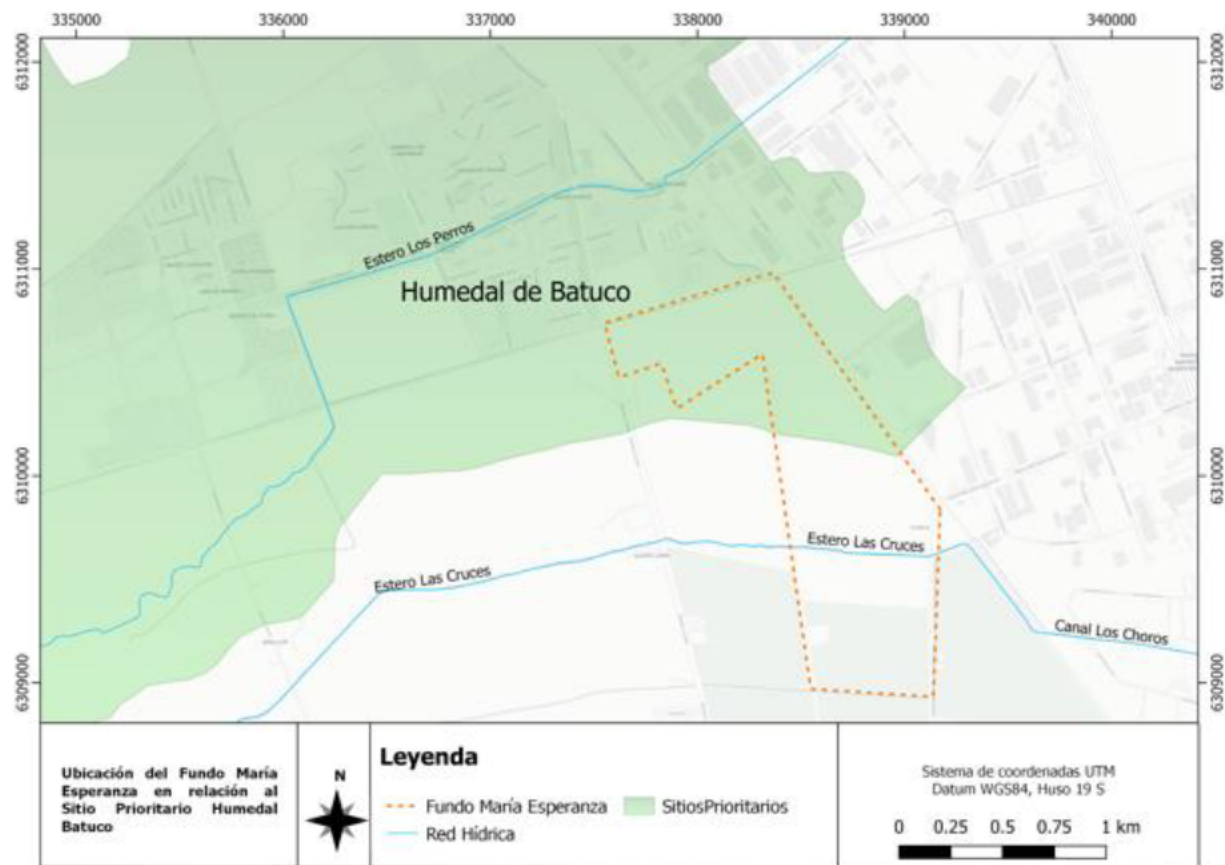 335000 336000 337000 338000 339000 340000
6312000 6312000
Estero Los Perros
6311000 6311000
Humedal de Batuco
6310000 6310000
Estero Las Cruces
Estero Las Cruces
Canal Los Choros
6309000 6309000
Ubicación del Fundo María
Esperanza en relación al
Sitio Prioritario Humedal
Batuco
N
Leyenda
Fundo María Esperanza
SitiosPrioritarios
Red Hídrica
Sistema de coordenadas UTM
Datum WGS84, Huso 19 S
0 0.25 0.5 0.75 1 km